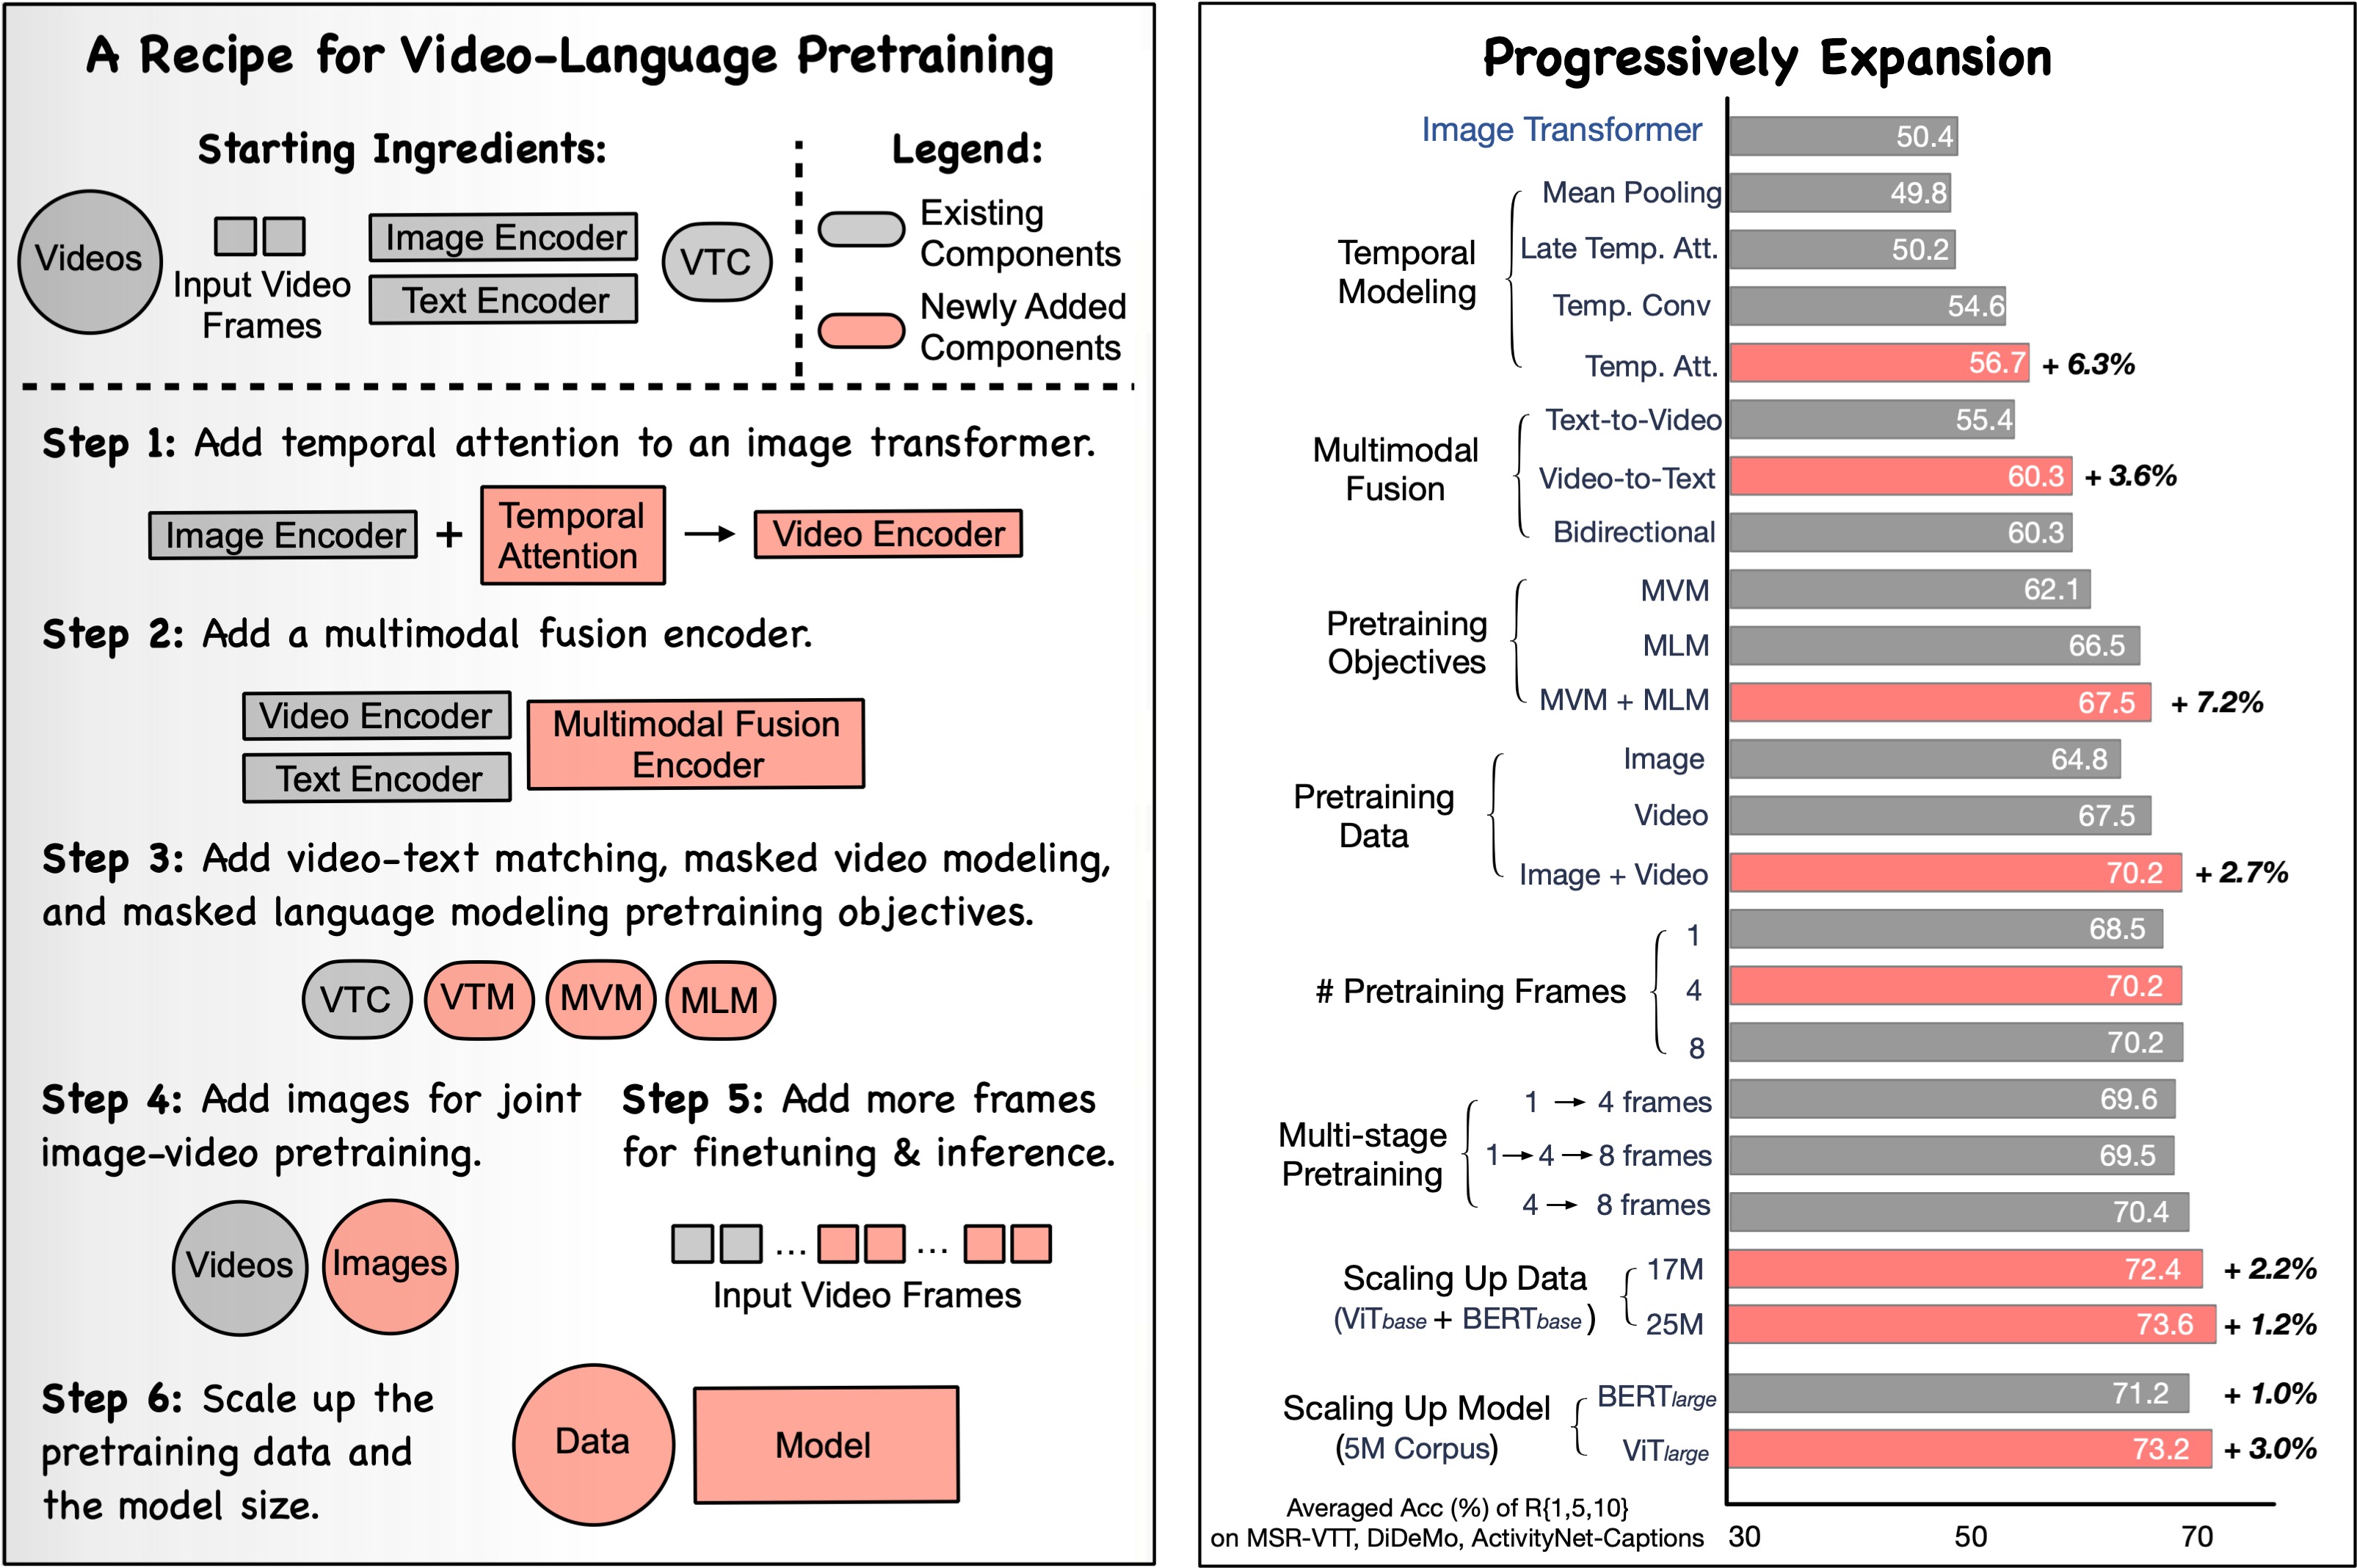 A Recipe for Video-Language Pretraining
Starting Ingredients:
Videos
Input Video
Frames
Image Encoder
Text Encoder
VTC
Legend:
Existing
Components
Newly Added
Components
Step 1: Add temporal attention to an image transformer.
Image Encoder
+
Temporal
Attention
Video Encoder
Step 2: Add a multimodal fusion encoder.
Video Encoder
Text Encoder
Multimodal Fusion
Encoder
Step 3: Add video-text matching, masked video modeling,
and masked language modeling pretraining objectives.
VTC
VTM
MVM
MLM
Step 4: Add images for joint
image-video pretraining.
Videos
Images
Step 5: Add more frames
for finetuning & inference.
... ...
Input Video Frames
Step 6: Scale up the
pretraining data and
the model size.
Data
Model
Progressively Expansion
Image Transformer 50.4
Temporal
Modeling
Mean Pooling 49.8
Late Temp. Att. 50.2
Temp. Conv 54.6
Temp. Att. 56.7 + 6.3%
Multimodal
Fusion
Text-to-Video 55.4
Video-to-Text 60.3 + 3.6%
Bidirectional 60.3
Pretraining
Objectives
MVM 62.1
MLM 66.5
MVM + MLM 67.5 + 7.2%
Pretraining
Data
Image 64.8
Video 67.5
Image + Video 70.2 + 2.7%
# Pretraining Frames
1 68.5
4 70.2
8 70.2
Multi-stage
Pretraining
1 → 4 frames 69.6
1→ 4 → 8 frames 69.5
4 → 8 frames 70.4
Scaling Up Data
(ViTbase + BERTbase)
17M 72.4 + 2.2%
25M 73.6 + 1.2%
Scaling Up Model
(5M Corpus)
BERTlarge 71.2 + 1.0%
ViTlarge 73.2 + 3.0%
Averaged Acc (%) of R{1,5,10}
on MSR-VTT, DiDeMo, ActivityNet-Captions
30 50 70